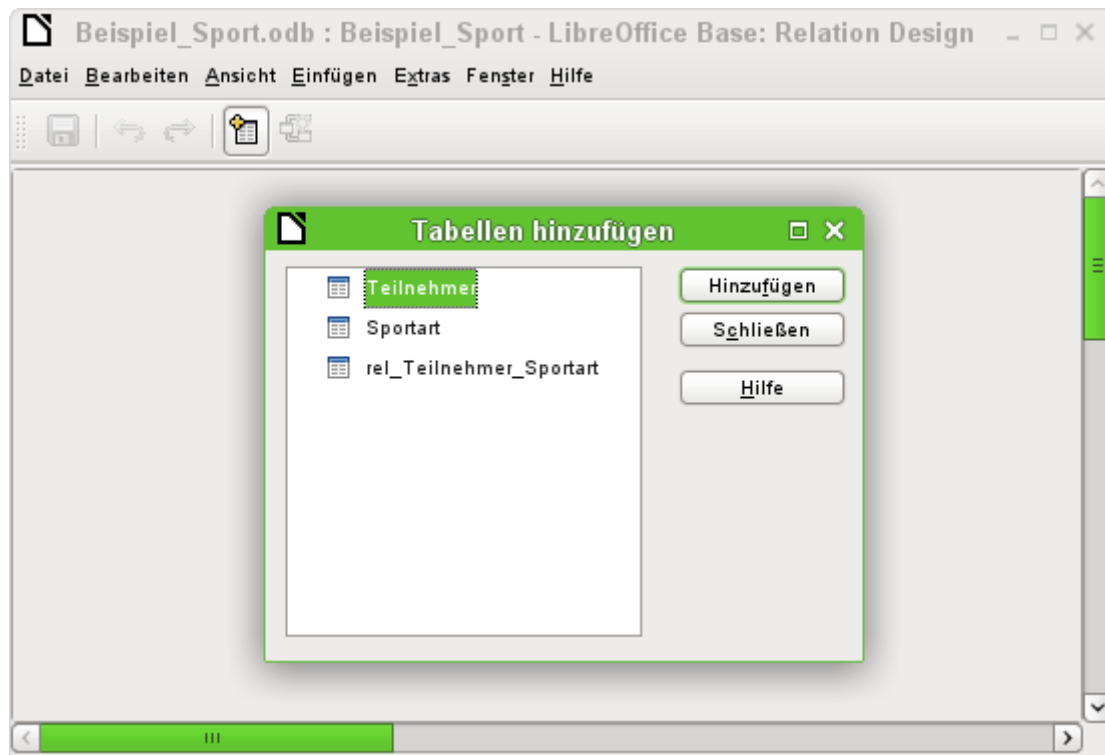 Beispiel_Sport.odb : Beispiel_Sport - LibreOffice Base: Relation Design
Datei Bearbeiten Ansicht Einfügen Extras Fenster Hilfe
Tabellen hinzufügen
Teilnehmer
Sportart
rel_Teilnehmer_Sportart
Hinzufügen
Schließen
Hilfe